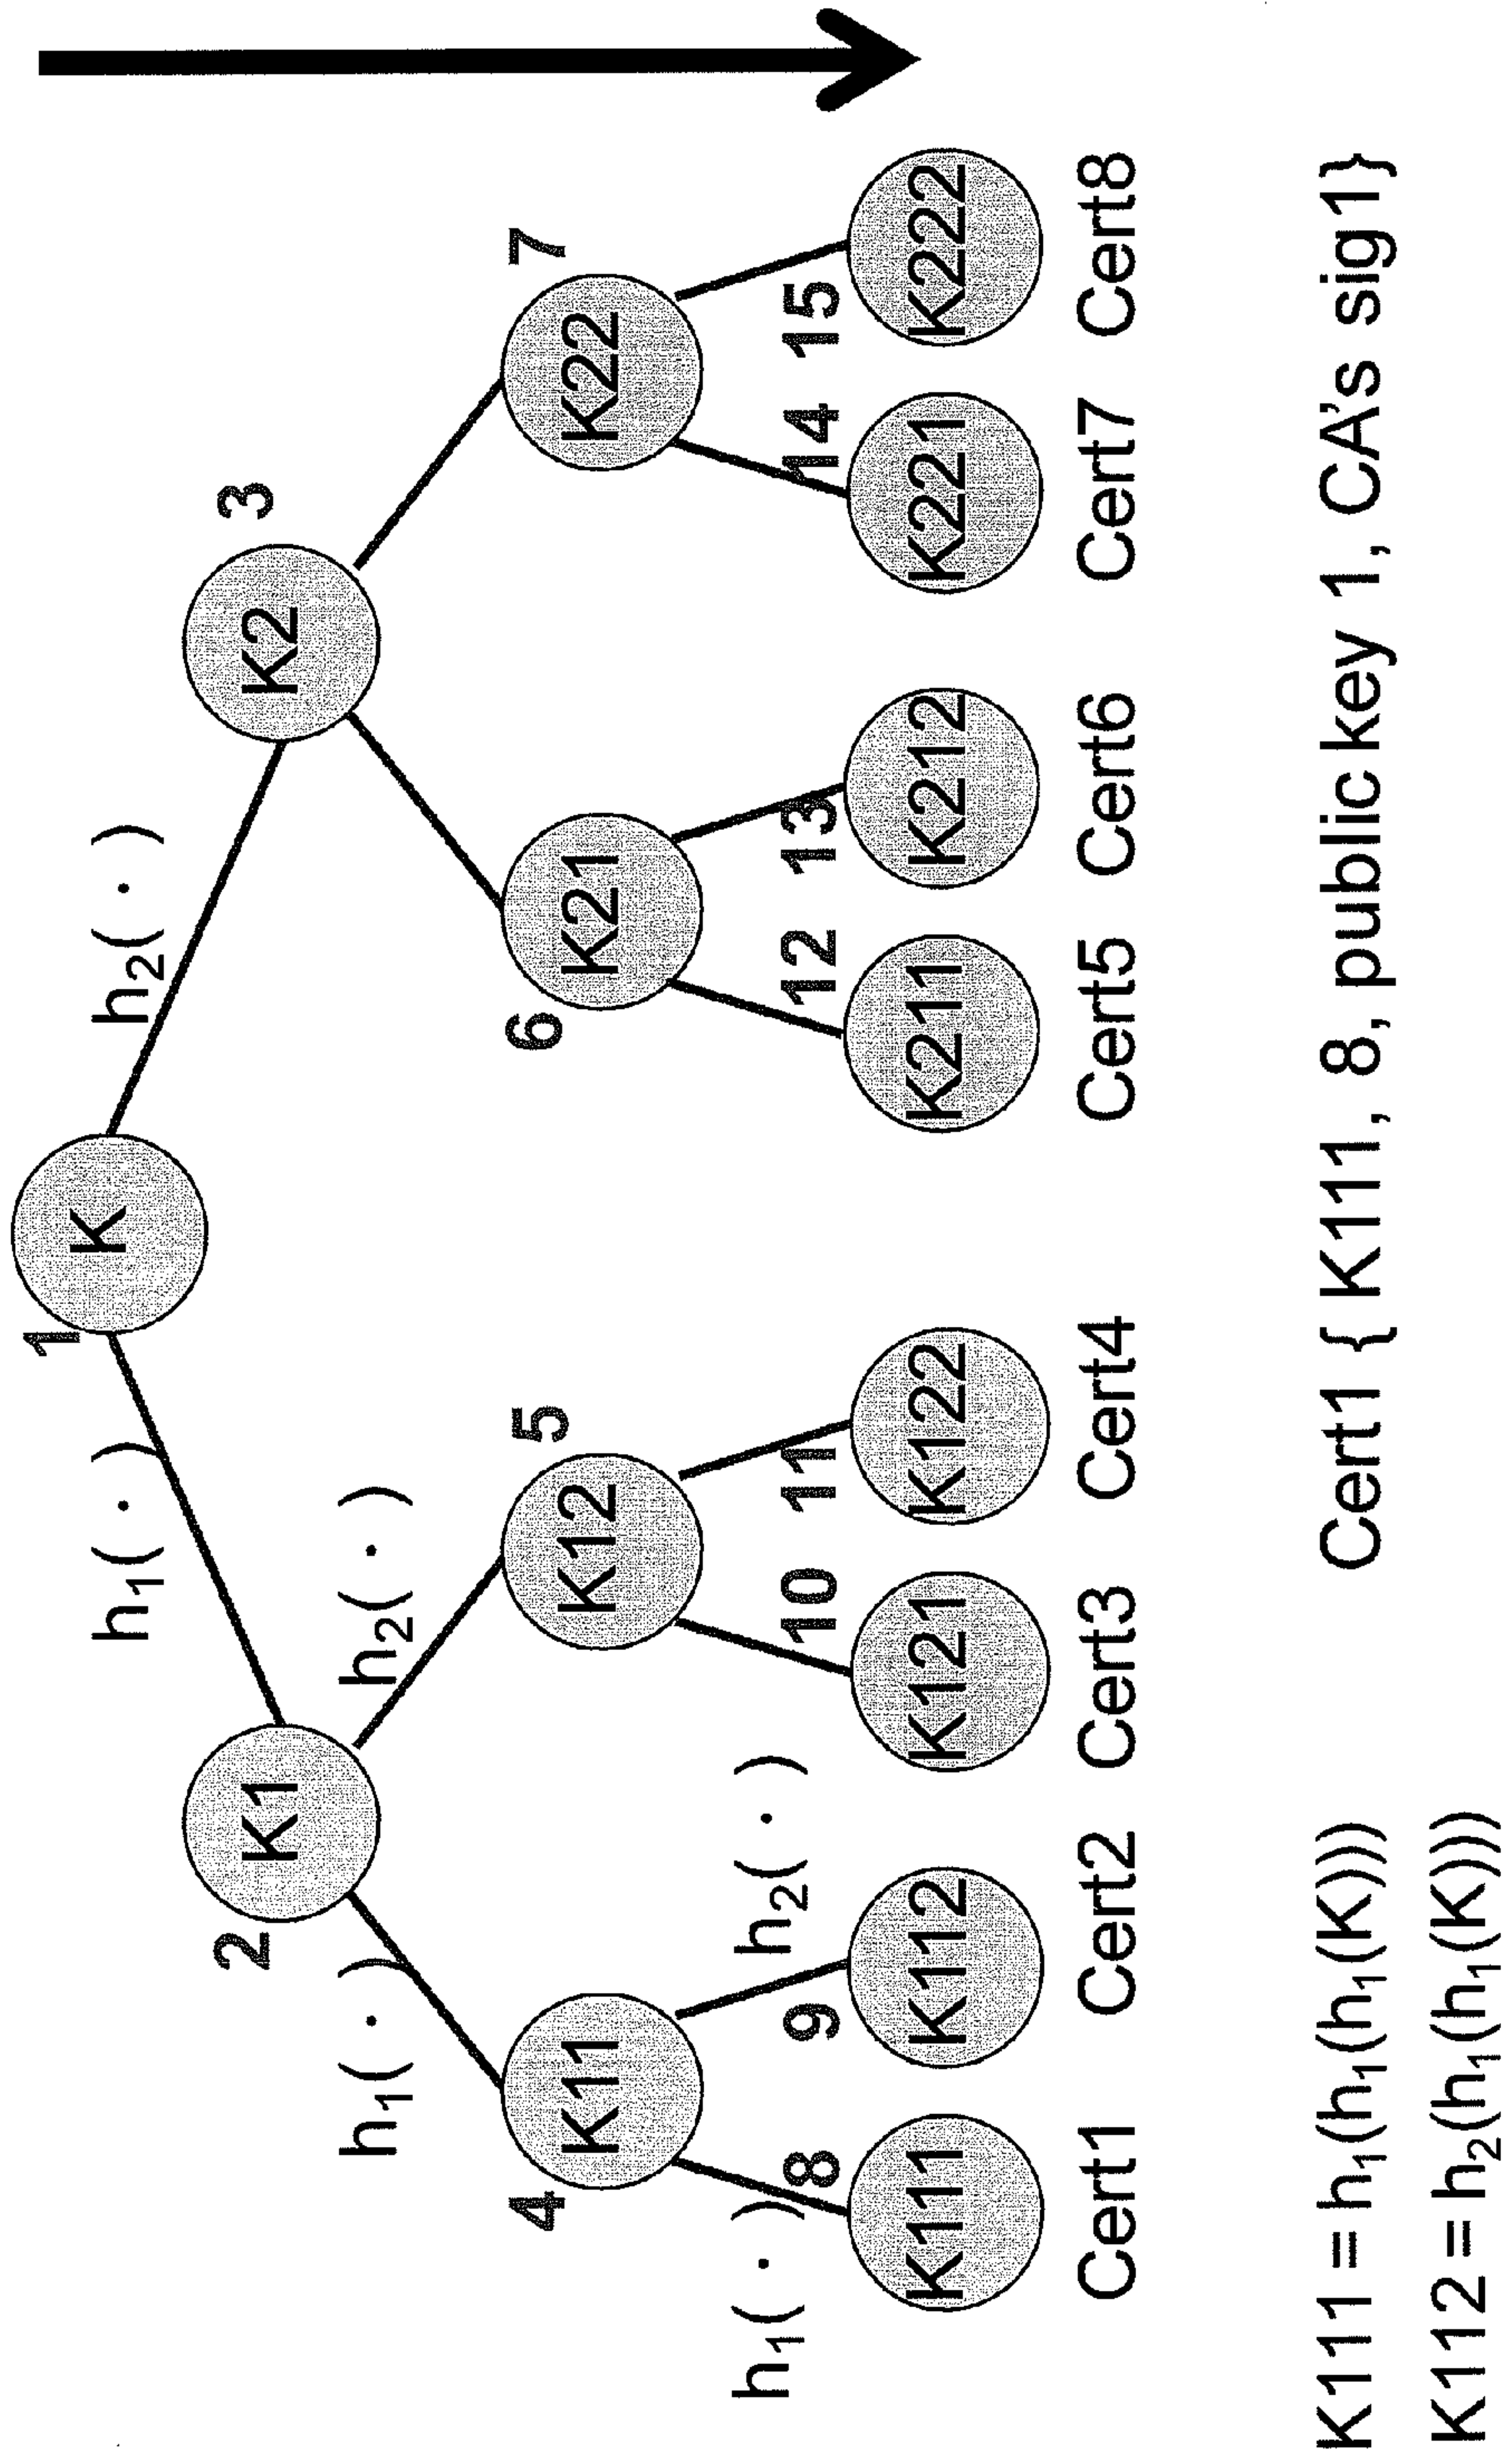 K
1
h₁( · )
h₂( · )
K1
2
K2
3
h₁( · )
h₂( · )
K11
4
K12
5
K21
6
K22
7
h₁( · )
8
9
h₂( · )
10
11
12
13
14
15
K111
K112
K121
K122
K211
K212
K221
K222
Cert1
Cert2
Cert3
Cert4
Cert5
Cert6
Cert7
Cert8
K111 = h₁(h₁(h₁(K)))
K112 = h₂(h₁(h₁(K)))
Cert1 { K111, 8, public key 1, CA's sig1}